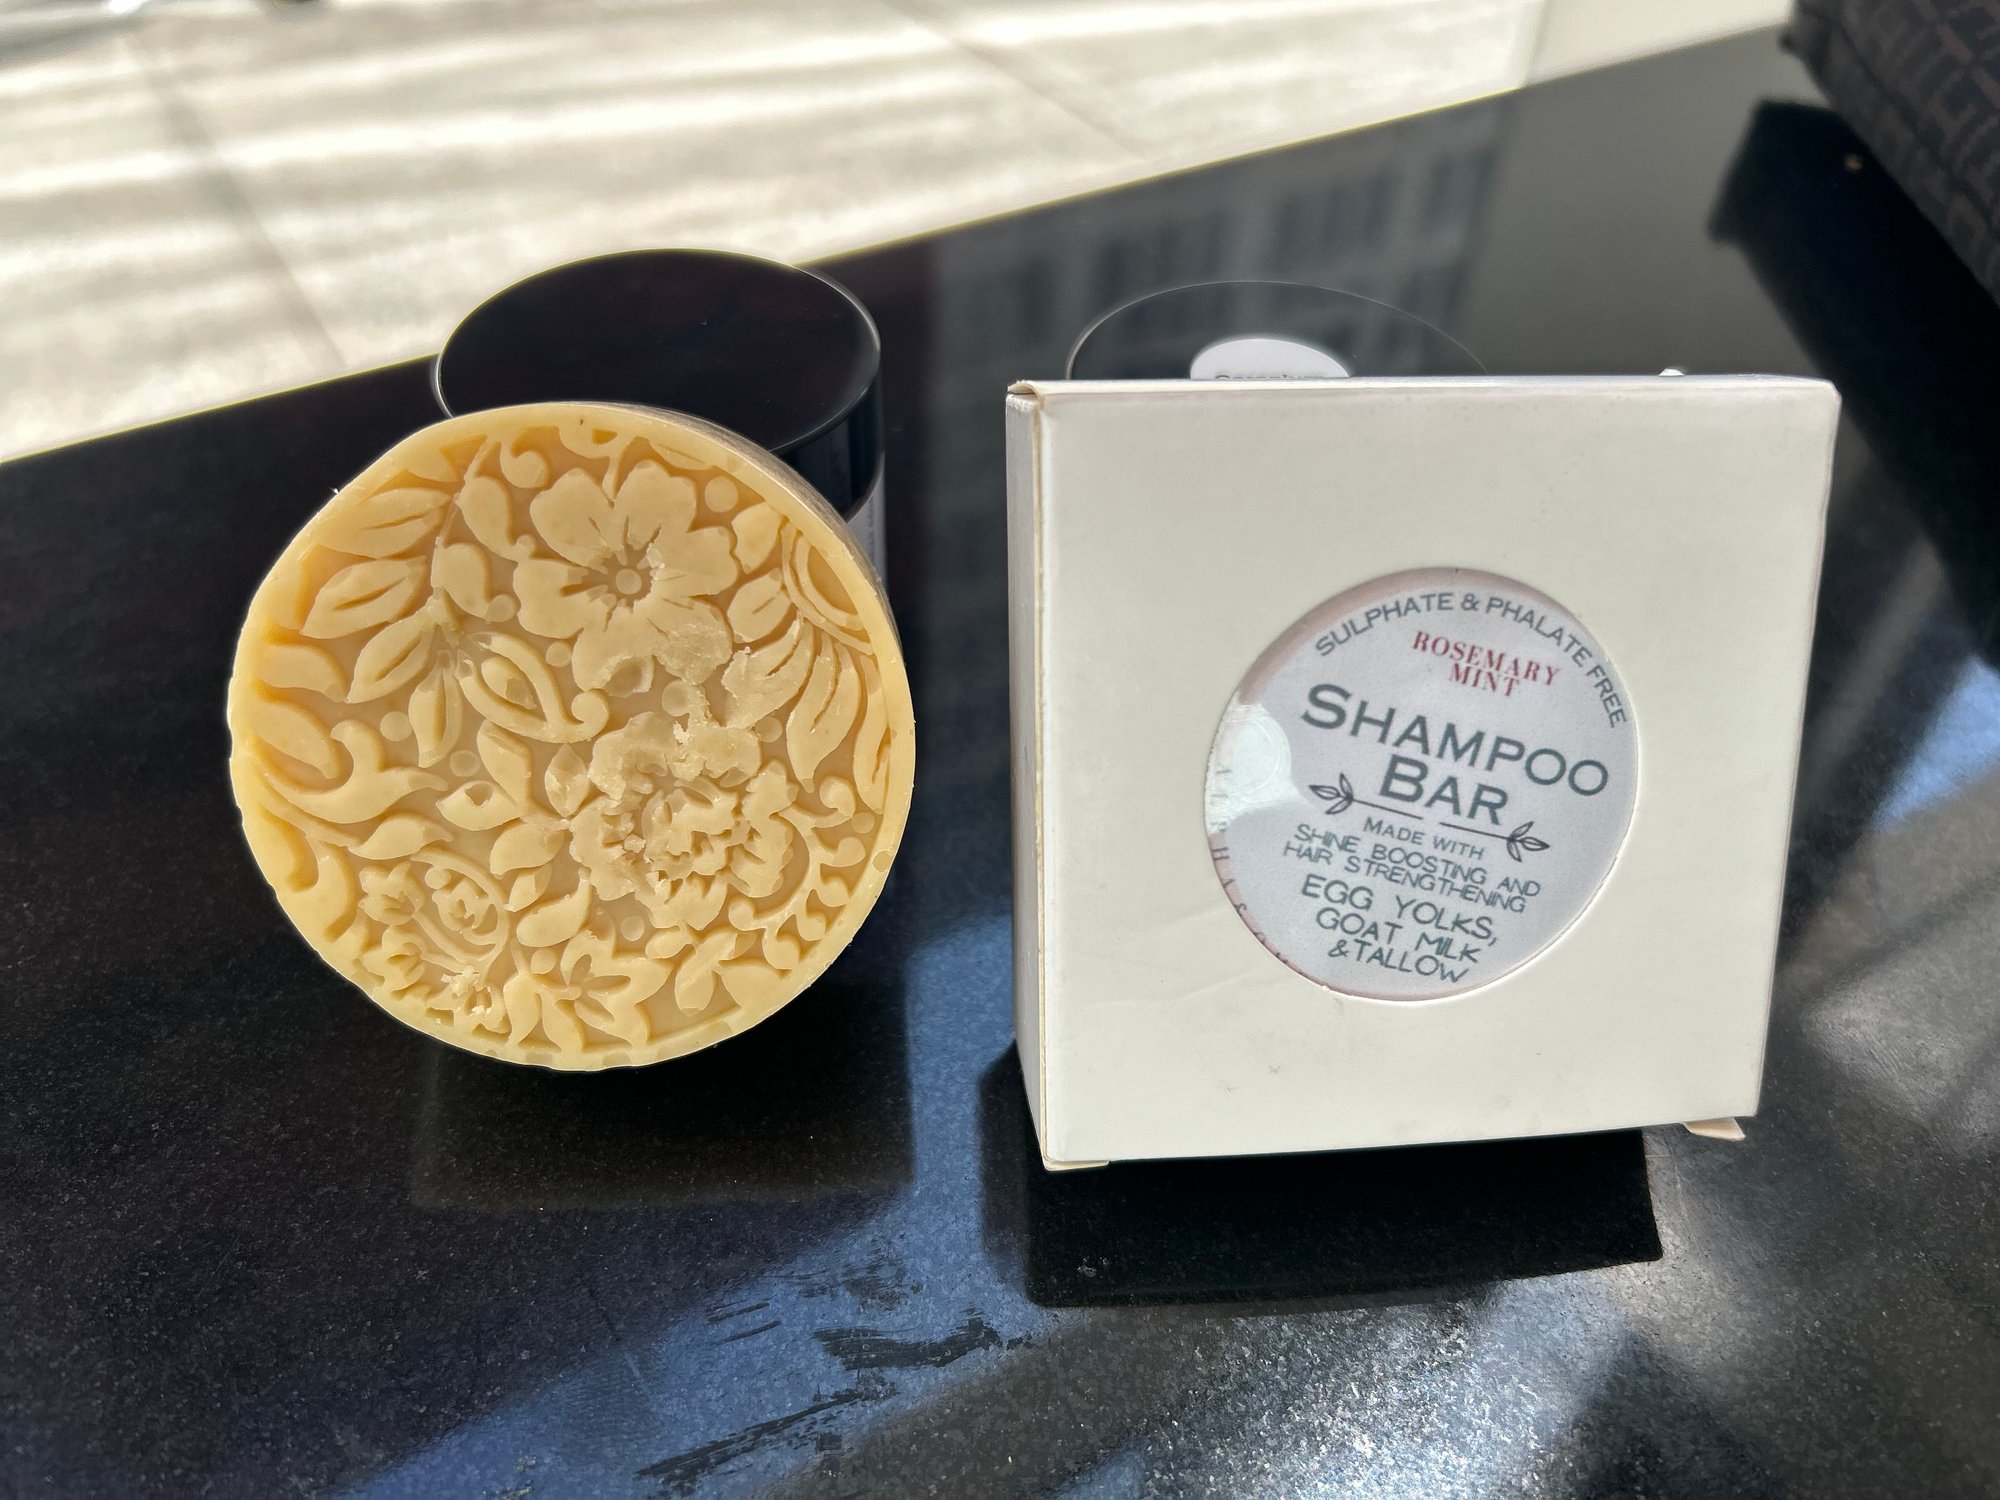 SULPHATE & PHALATE FREE
ROSEMARY
MINT
SHAMPOO
BAR
MADE WITH
SHINE BOOSTING AND
HAIR STRENGTHENING
EGG YOLKS,
GOAT MILK
& TALLOW